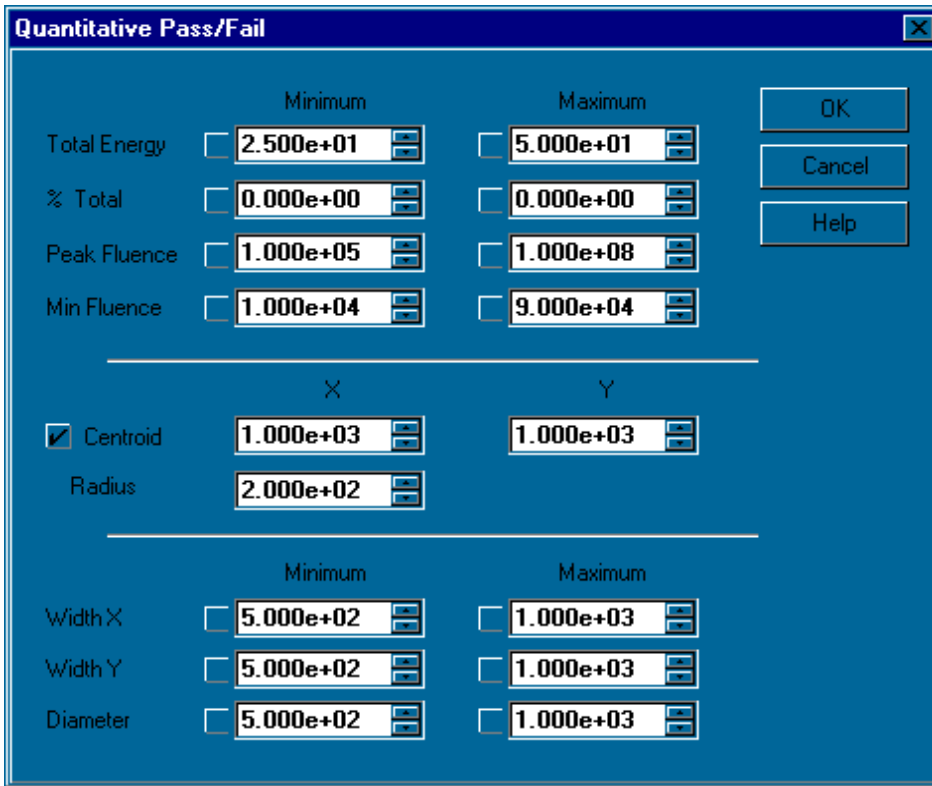 Quantitative Pass/Fail
Minimum Maximum OK
Total Energy 2.500e+01 5.000e+01
Cancel
% Total 0.000e+00 0.000e+00
Help
Peak Fluence 1.000e+05 1.000e+08
Min Fluence 1.000e+04 9.000e+04
X Y
Centroid 1.000e+03 1.000e+03
Radius 2.000e+02
Minimum Maximum
Width X 5.000e+02 1.000e+03
Width Y 5.000e+02 1.000e+03
Diameter 5.000e+02 1.000e+03